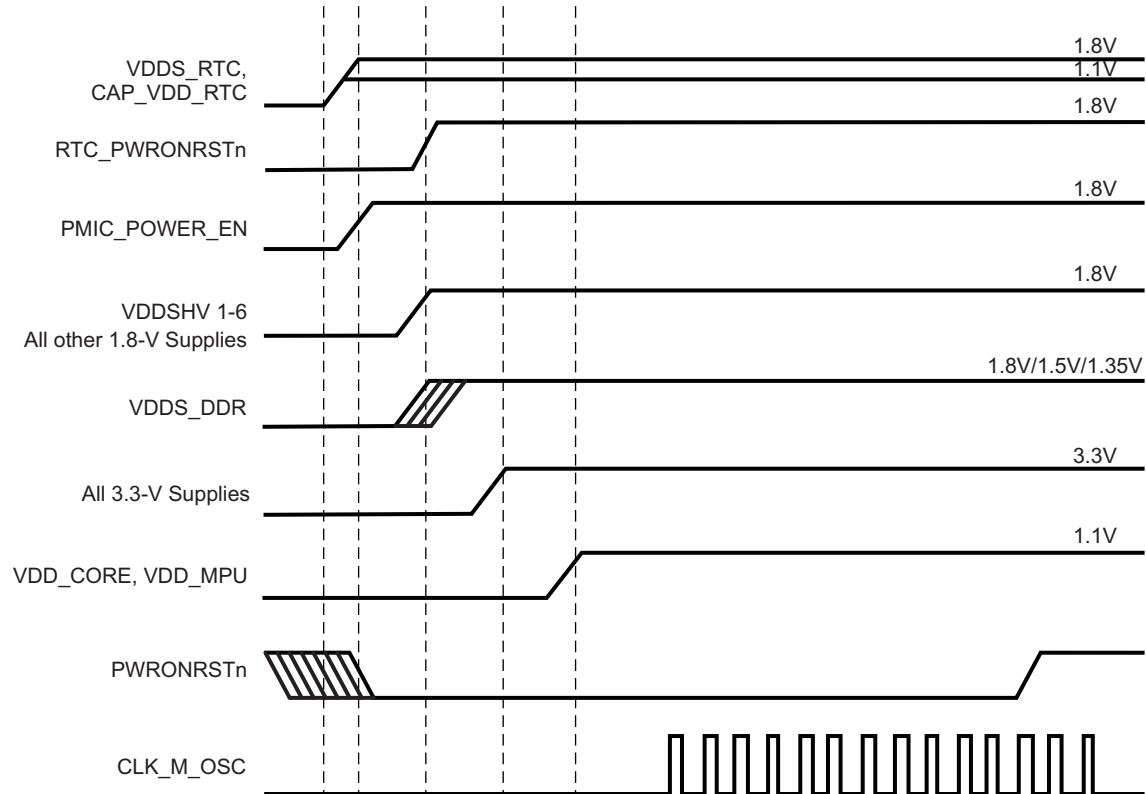 1.8V
VDDS_RTC,
1.1V
CAP_VDD_RTC
1.8V
RTC_PWRONRSTn
1.8V
PMIC_POWER_EN
1.8V
VDDSHV 1-6
All other 1.8-V Supplies
1.8V/1.5V/1.35V
VDDS_DDR
3.3V
All 3.3-V Supplies
1.1V
VDD_CORE, VDD_MPU
PWRONRSTn
CLK_M_OSC